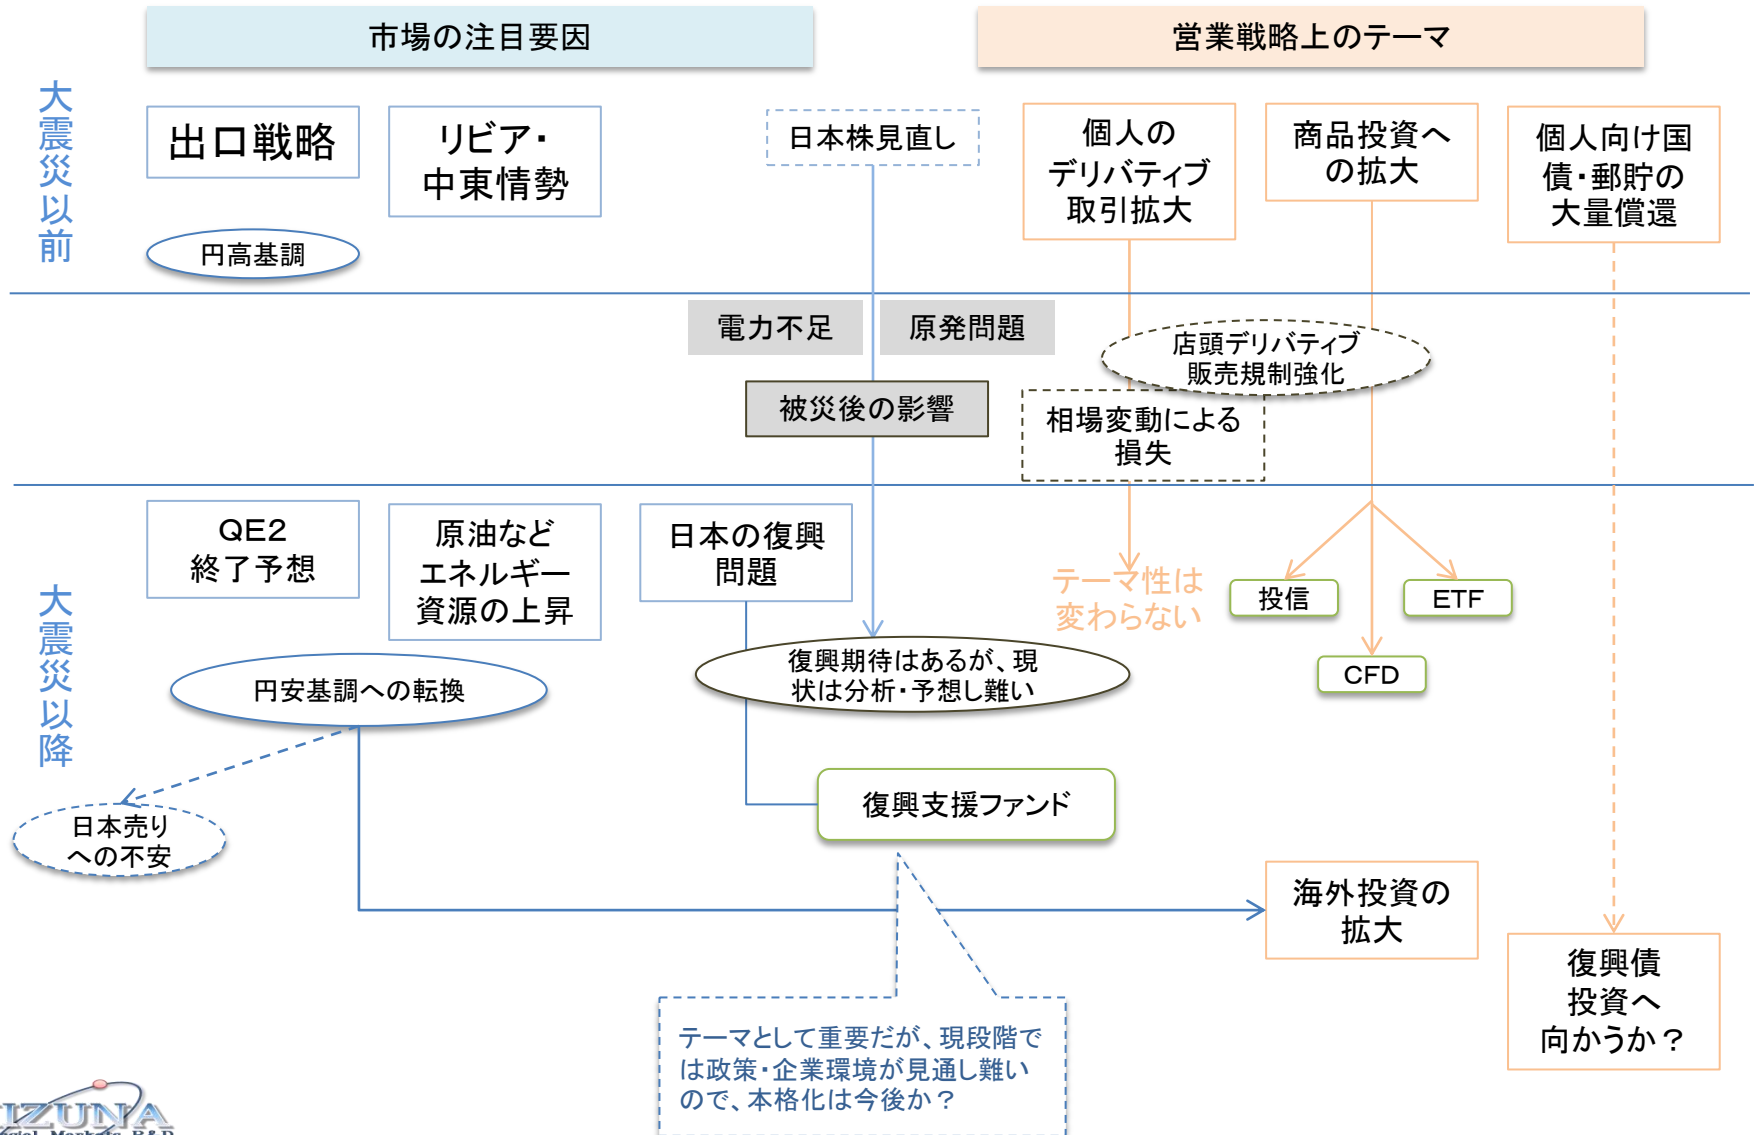 市場の注目要因
営業戦略上のテーマ
大震災以前
出口戦略
リビア・
中東情勢
円高基調
日本株見直し
個人の
デリバティブ
取引拡大
商品投資へ
の拡大
個人向け国
債・郵貯の
大量償還
電力不足
原発問題
被災後の影響
店頭デリバティブ
販売規制強化
相場変動による
損失
大震災以降
QE2
終了予想
原油など
エネルギー
資源の上昇
日本の復興
問題
円安基調への転換
日本売り
への不安
復興期待はあるが、現
状は分析・予想し難い
テーマ性は
変わらない
投信
ETF
CFD
復興支援ファンド
海外投資の
拡大
復興債
投資へ
向かうか？
テーマとして重要だが、現段階で
は政策・企業環境が見通し難い
ので、本格化は今後か？
IZUNA